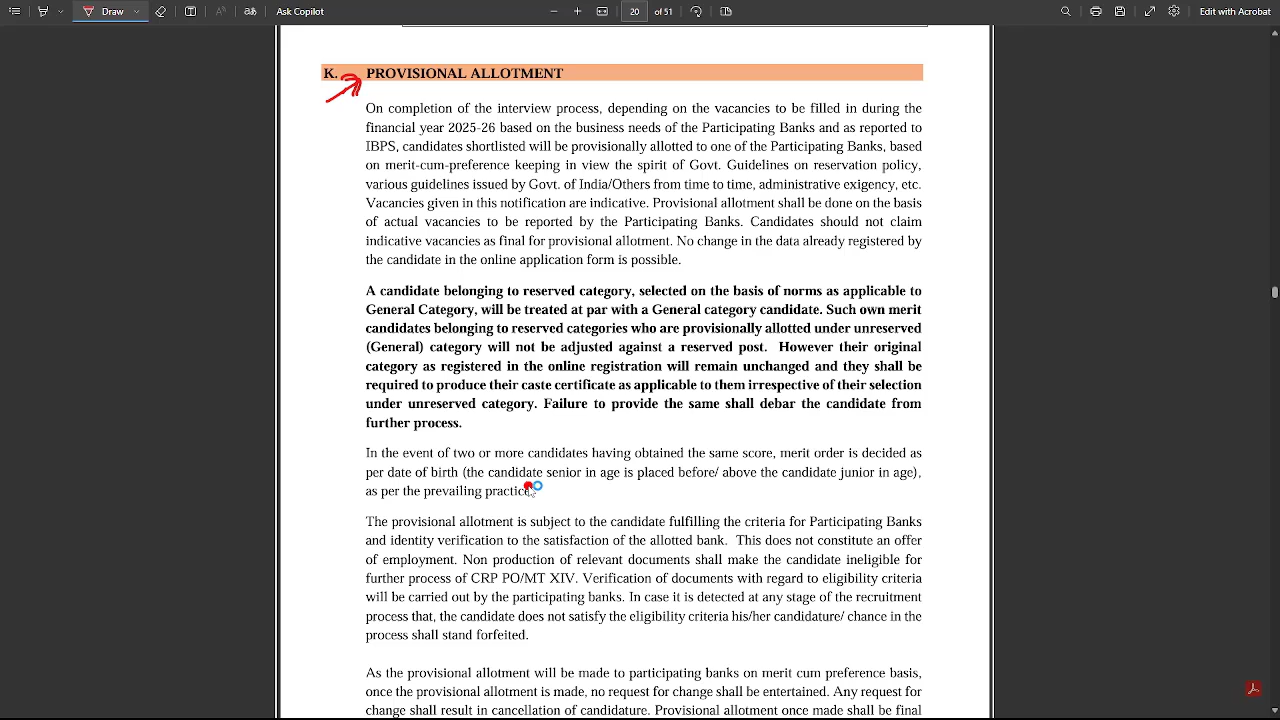 Draw
Ask Copilot
20 of 51
Edit with Acrobat
K. PROVISIONAL ALLOTMENT
On completion of the interview process, depending on the vacancies to be filled in during the
financial year 2025-26 based on the business needs of the Participating Banks and as reported to
IBPS, candidates shortlisted will be provisionally allotted to one of the Participating Banks, based
on merit-cum-preference keeping in view the spirit of Govt. Guidelines on reservation policy,
various guidelines issued by Govt. of India/Others from time to time, administrative exigency, etc.
Vacancies given in this notification are indicative. Provisional allotment shall be done on the basis
of actual vacancies to be reported by the Participating Banks. Candidates should not claim
indicative vacancies as final for provisional allotment. No change in the data already registered by
the candidate in the online application form is possible.
A candidate belonging to reserved category, selected on the basis of norms as applicable to
General Category, will be treated at par with a General category candidate. Such own merit
candidates belonging to reserved categories who are provisionally allotted under unreserved
(General) category will not be adjusted against a reserved post. However their original
category as registered in the online registration will remain unchanged and they shall be
required to produce their caste certificate as applicable to them irrespective of their selection
under unreserved category. Failure to provide the same shall debar the candidate from
further process.
In the event of two or more candidates having obtained the same score, merit order is decided as
per date of birth (the candidate senior in age is placed before/ above the candidate junior in age),
as per the prevailing practice
The provisional allotment is subject to the candidate fulfilling the criteria for Participating Banks
and identity verification to the satisfaction of the allotted bank. This does not constitute an offer
of employment. Non production of relevant documents shall make the candidate ineligible for
further process of CRP PO/MT XIV. Verification of documents with regard to eligibility criteria
will be carried out by the participating banks. In case it is detected at any stage of the recruitment
process that, the candidate does not satisfy the eligibility criteria his/her candidature/ chance in the
process shall stand forfeited.
As the provisional allotment will be made to participating banks on merit cum preference basis,
once the provisional allotment is made, no request for change shall be entertained. Any request for
change shall result in cancellation of candidature. Provisional allotment once made shall be final